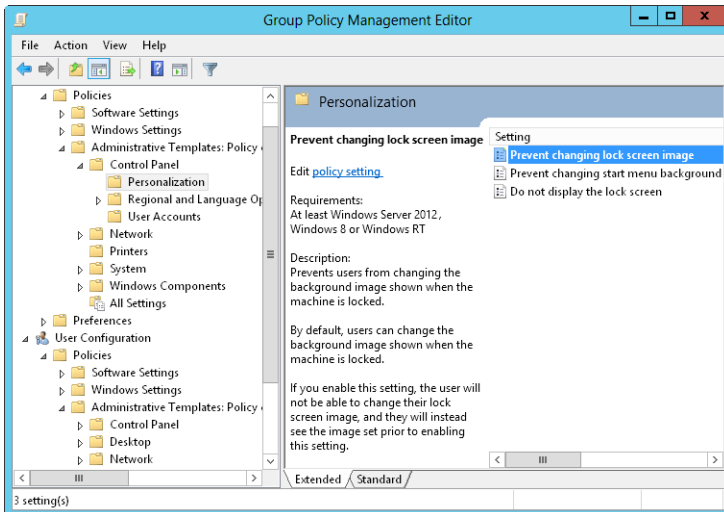 Group Policy Management Editor
File Action View Help
Policies
Software Settings
Windows Settings
Administrative Templates: Policy
Control Panel
Personalization
Regional and Language Op
User Accounts
Network
Printers
System
Windows Components
All Settings
Preferences
User Configuration
Policies
Software Settings
Windows Settings
Administrative Templates: Policy
Control Panel
Desktop
Network
Personalization
Prevent changing lock screen image
Edit policy setting
Requirements:
At least Windows Server 2012,
Windows 8 or Windows RT
Description:
Prevents users from changing the
background image shown when the
machine is locked.
By default, users can change the
background image shown when the
machine is locked.
If you enable this setting, the user will
not be able to change their lock
screen image, and they will instead
see the image set prior to enabling
this setting.
Setting
Prevent changing lock screen image
Prevent changing start menu background
Do not display the lock screen
Extended Standard
3 setting(s)